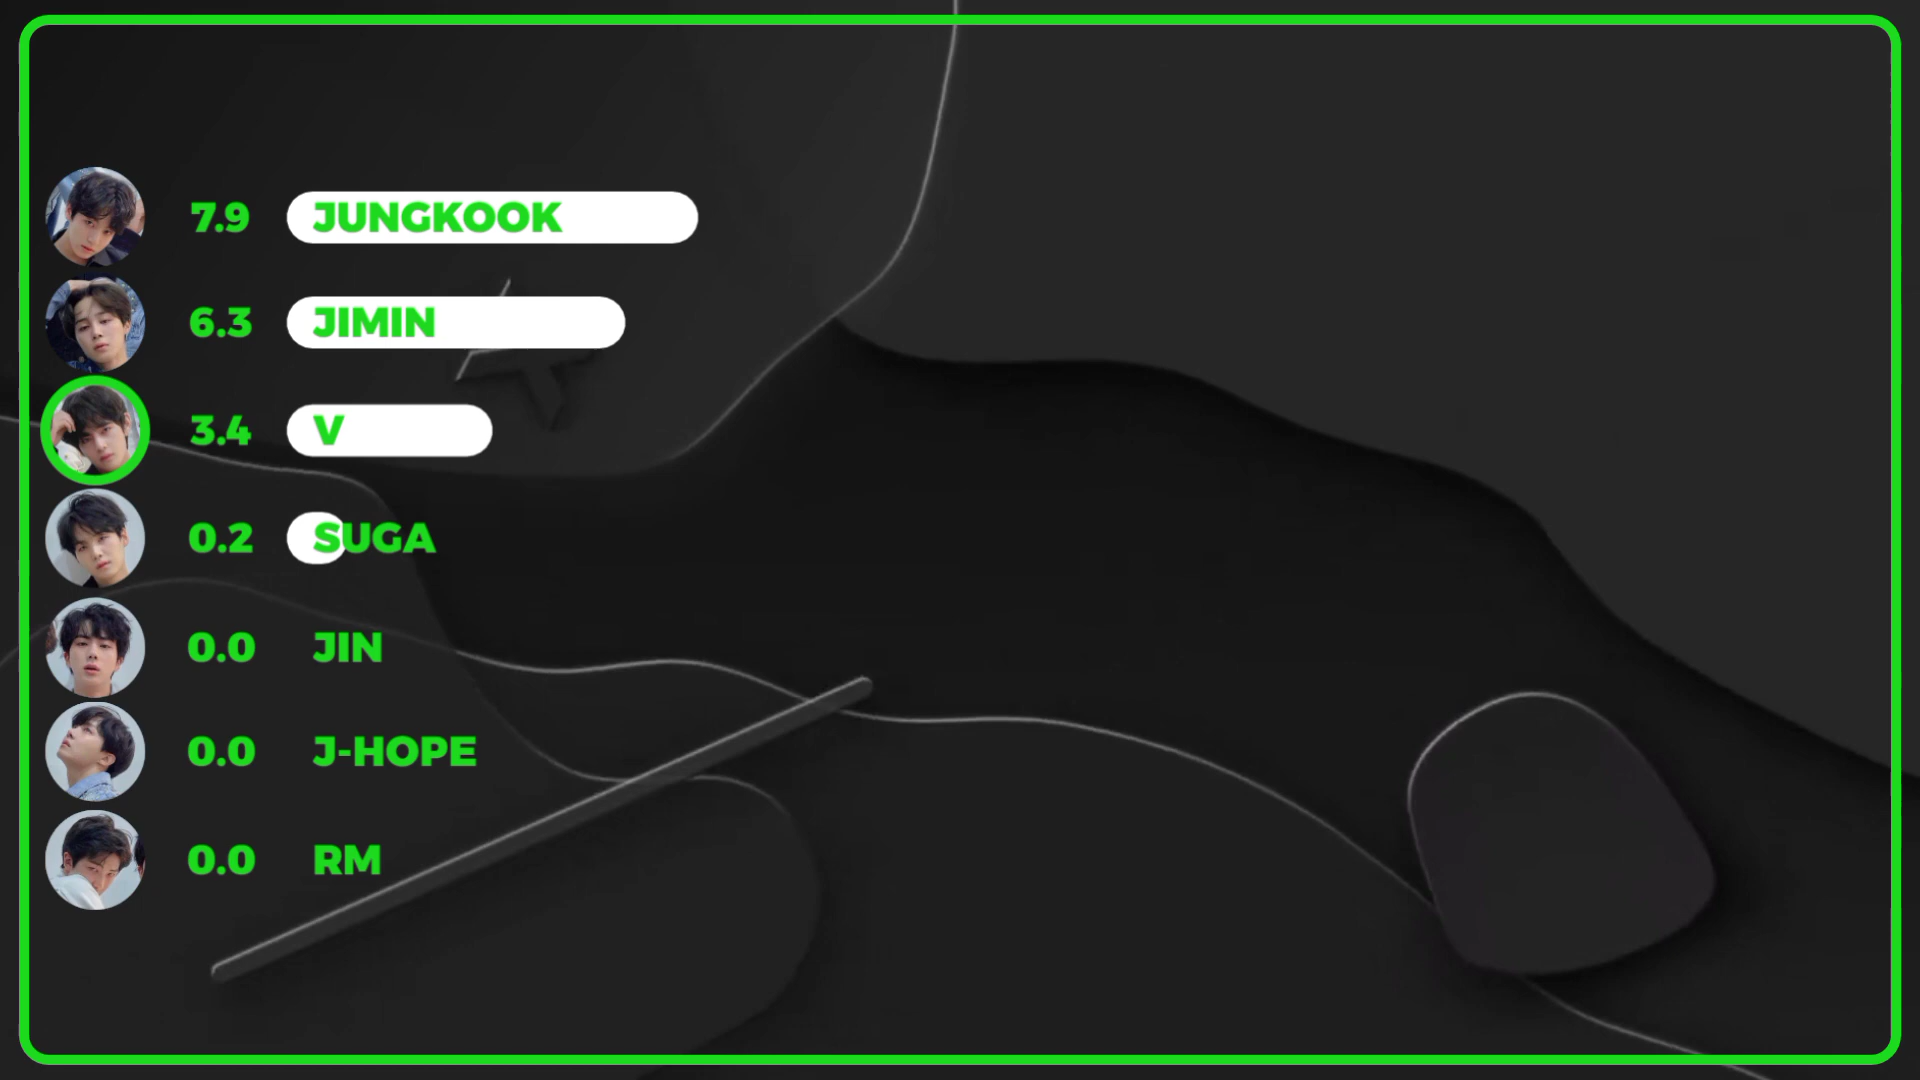 7.9 JUNGKOOK
6.3 JIMIN
3.4 V
0.2 SUGA
0.0 JIN
0.0 J-HOPE
0.0 RM